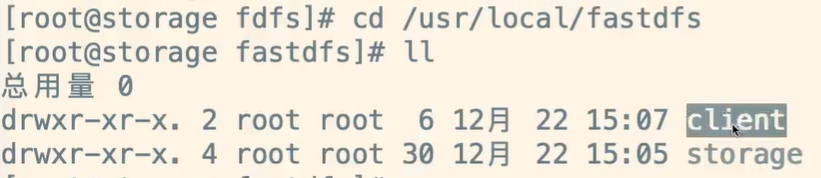 [root@storage fdfs]# cd /usr/local/fastdfs
[root@storage fastdfs]# ll
总用量 0
drwxr-xr-x. 2 root root  6 12月  22 15:07 client
drwxr-xr-x. 4 root root 30 12月  22 15:05 storage